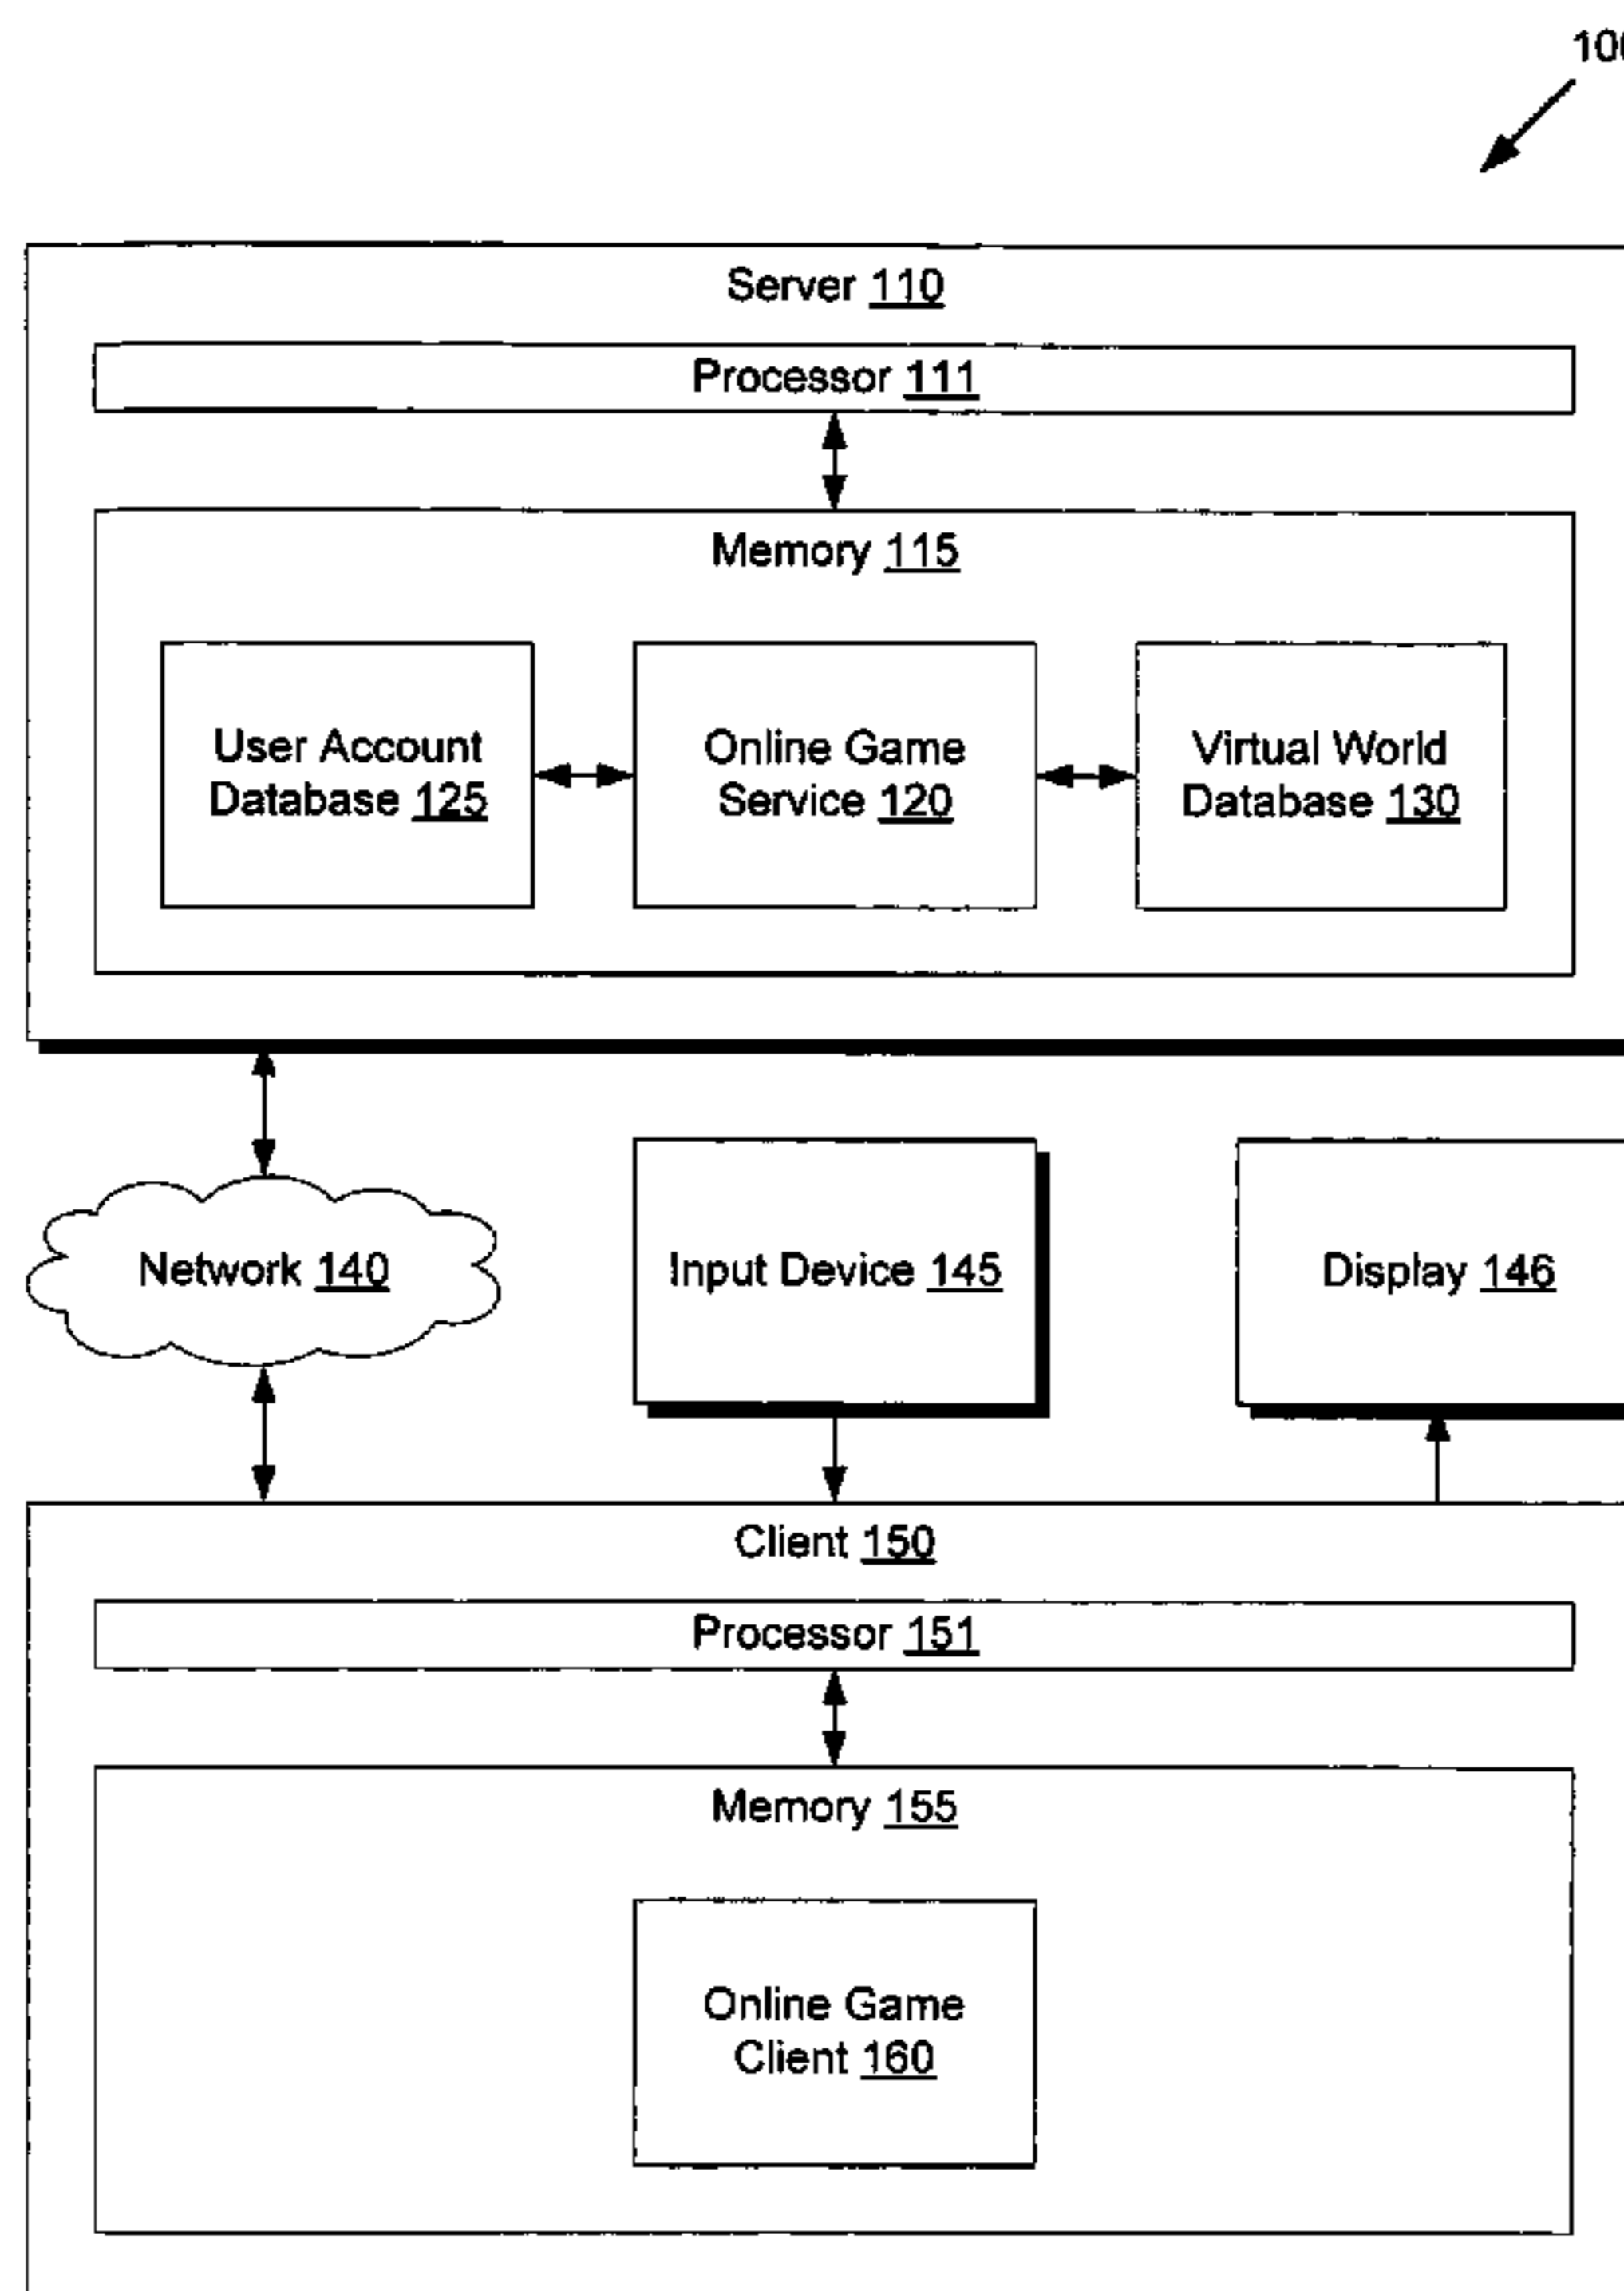 Server 110
Processor 111
Memory 115
User Account
Database 125
Online Game
Service 120
Virtual World
Database 130
Network 140
Input Device 145
Display 146
Client 150
Processor 151
Memory 155
Online Game
Client 160